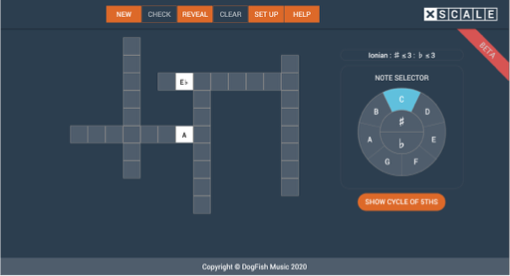 NEW CHECK REVEAL CLEAR SET UP HELP
XSCALE
BETA
Ionian : ♯ ≤3 : ♭ ≤3
NOTE SELECTOR
E♭
A
C
B D
♯
A E
♭
G F
SHOW CYCLE OF 5THS
Copyright © DogFish Music 2020